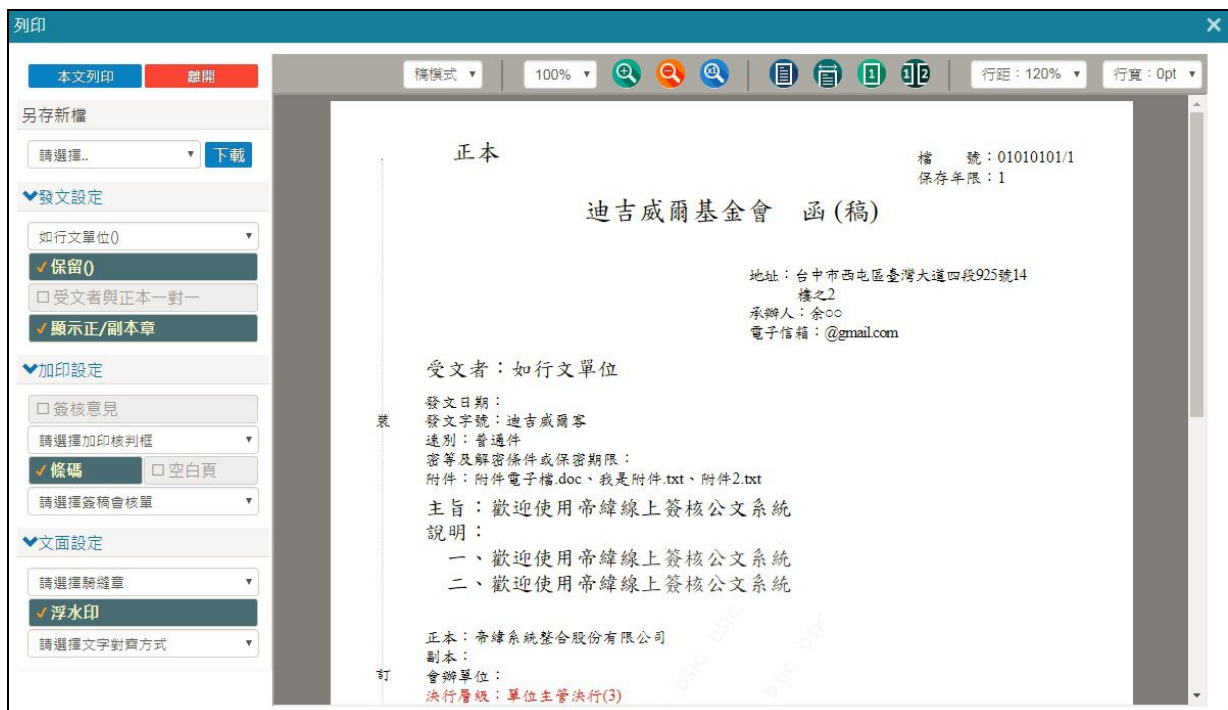 列印
本文列印 離開
另存新檔
請選擇.. 下載
發文設定
如行文單位()
保留()
受文者與正本一對一
顯示正/副本章
加印設定
簽核意見
請選擇加印核判框
條碼 空白頁
請選擇簽稿會核單
文面設定
請選擇騎縫章
浮水印
請選擇文字對齊方式
稿模式 100% 1 1 2 行距：120% 行寬：0pt
正本
檔 號：01010101/1
保存年限：1
迪吉威爾基金會 函(稿)
地址：台中市西屯區臺灣大道四段925號14
樓之2
承辦人：余○○
電子信箱：@gmail.com
受文者：如行文單位
發文日期：
裝
發文字號：迪吉威爾客
速別：普通件
密等及解密條件或保密期限：
附件：附件電子檔.doc、我是附件.txt、附件2.txt
主旨：歡迎使用帝緯線上簽核公文系統
說明：
一、歡迎使用帝緯線上簽核公文系統
二、歡迎使用帝緯線上簽核公文系統
正本：帝緯系統整合股份有限公司
副本：
訂
會辦單位：
決行層級：單位主管決行(3)
DSIC DSIC
DSIC DSIC